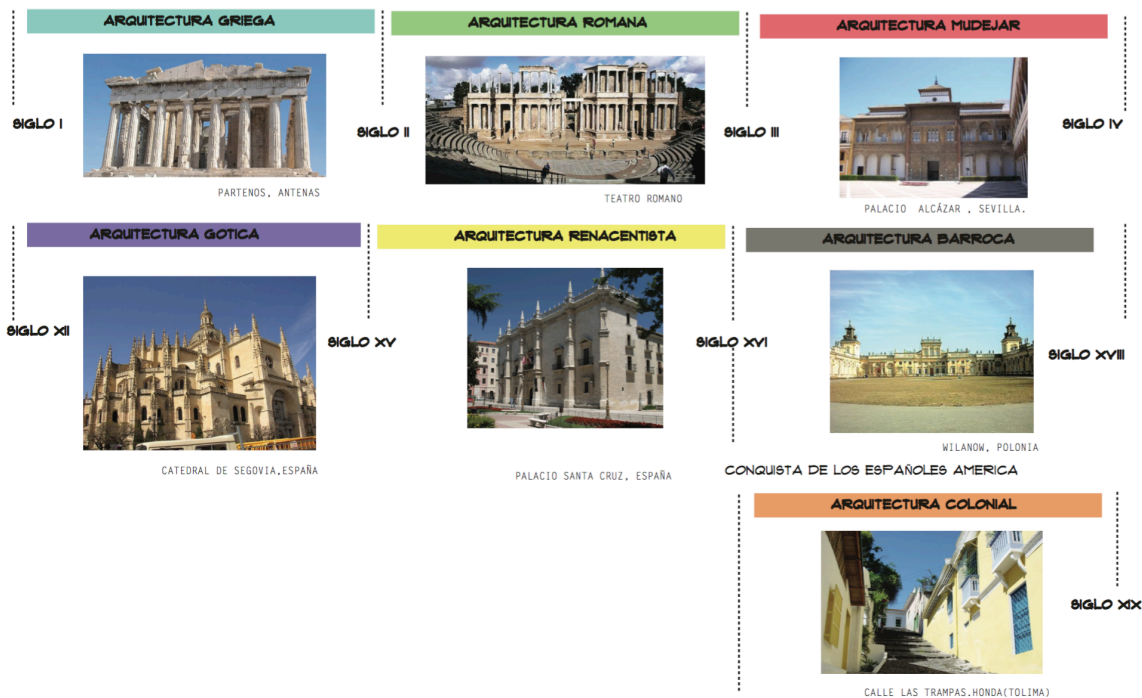 ARQUITECTURA GRIEGA
ARQUITECTURA ROMANA
ARQUITECTURA MUDEJAR
SIGLO I
SIGLO II
SIGLO III
SIGLO IV
PARTENOS, ANTENAS
TEATRO ROMANO
PALACIO ALCÁZAR , SEVILLA.
ARQUITECTURA GOTICA
ARQUITECTURA RENACENTISTA
ARQUITECTURA BARROCA
SIGLO XII
SIGLO XV
SIGLO XVI
SIGLO XVIII
CATEDRAL DE SEGOVIA,ESPAÑA
PALACIO SANTA CRUZ, ESPAÑA
WILANOW, POLONIA
CONQUISTA DE LOS ESPAÑOLES AMERICA
ARQUITECTURA COLONIAL
SIGLO XIX
CALLE LAS TRAMPAS.HONDA(TOLIMA)